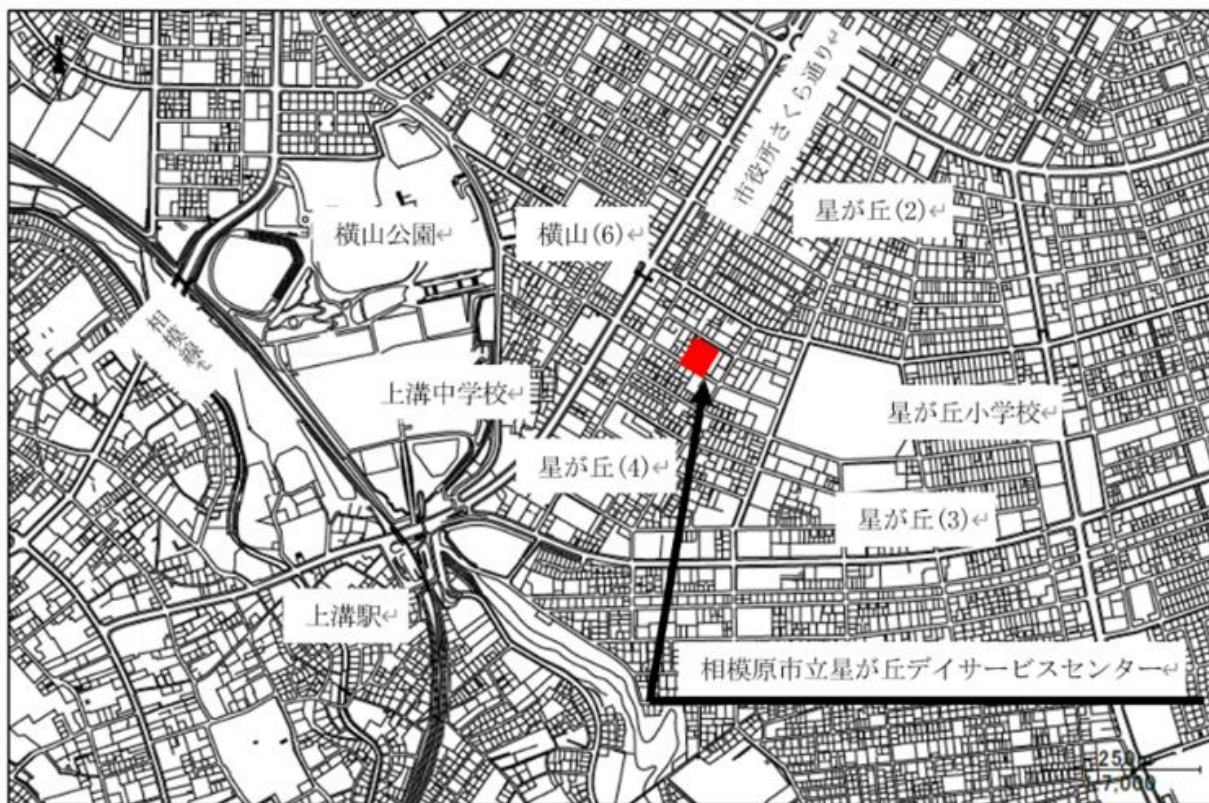 市役所さくら通り↵
星が丘(2)↵
横山公園↵
横山(6)↵
相模線↵
上溝中学校↵
星が丘小学校↵
星が丘(4)↵
星が丘(3)↵
上溝駅↵
相模原市立星が丘デイサービスセンター↵
250
7,000